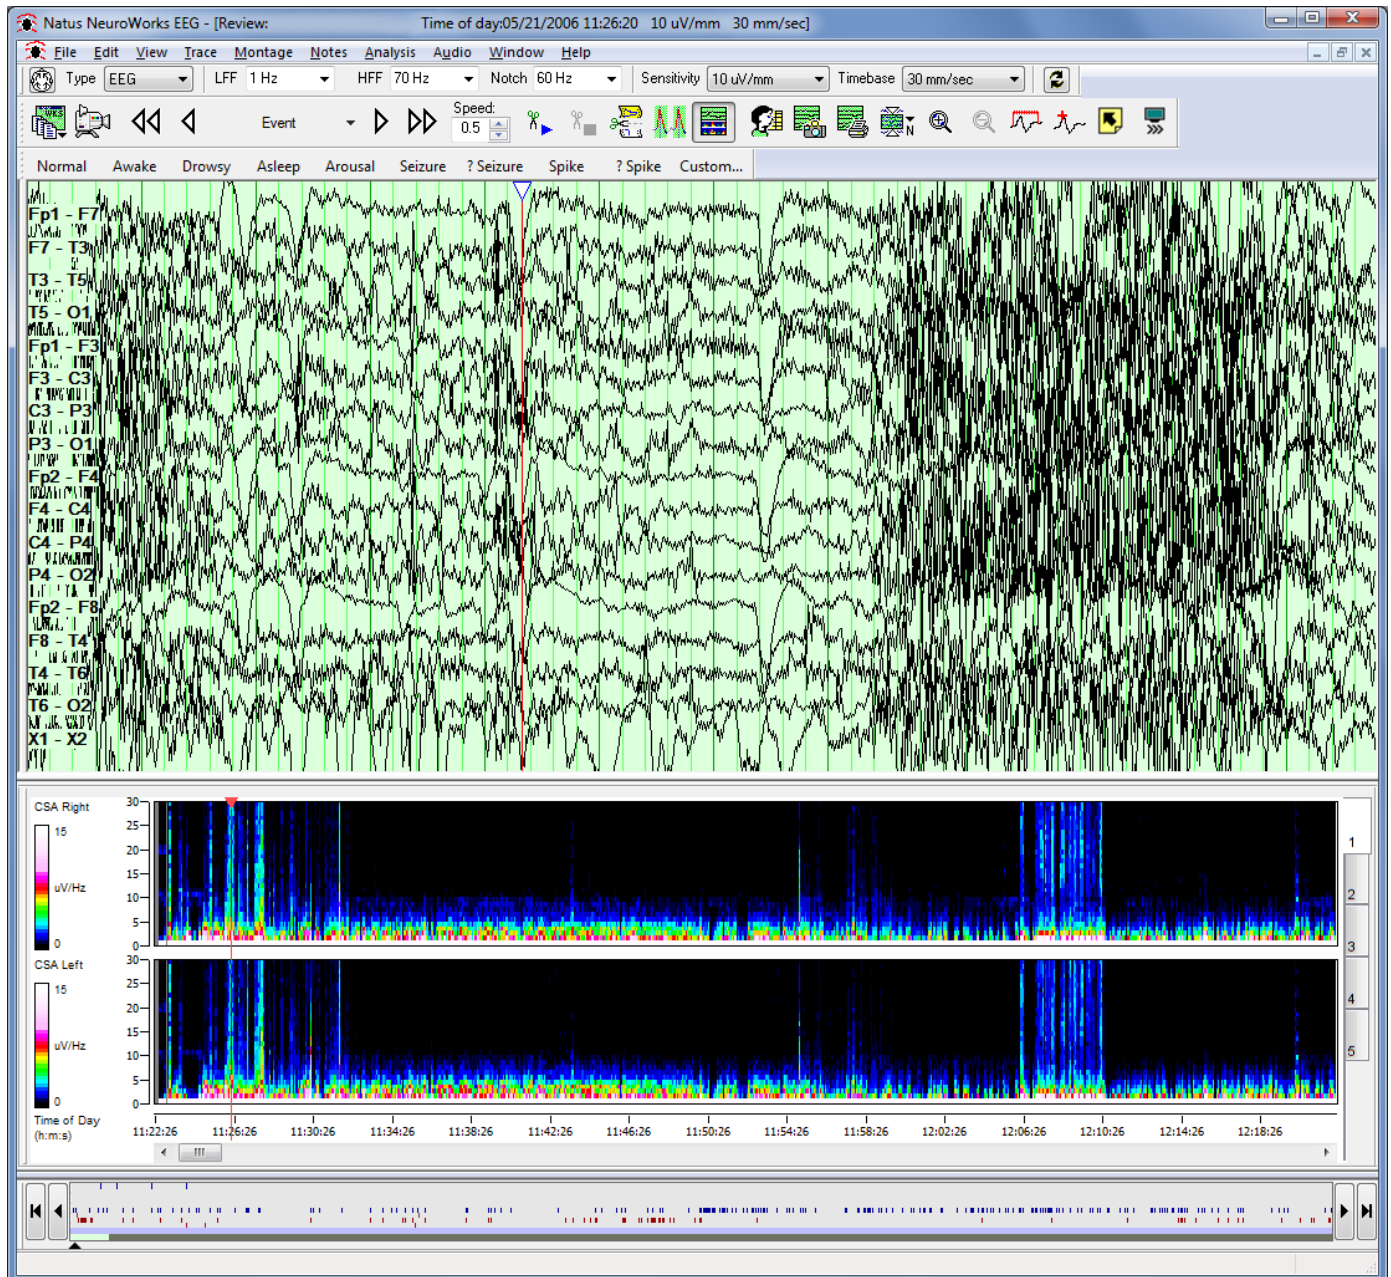 Natus NeuroWorks EEG - [Review: Time of day:05/21/2006 11:26:20 10 uV/mm 30 mm/sec]
File Edit View Trace Montage Notes Analysis Audio Window Help
Type EEG LFF 1 Hz HFF 70 Hz Notch 60 Hz Sensitivity 10 uV/mm Timebase 30 mm/sec
WKS Event Speed: 0.5 N
Normal Awake Drowsy Asleep Arousal Seizure ? Seizure Spike ? Spike Custom...
Fp1 - F7
F7 - T3
T3 - T5
T5 - O1
Fp1 - F3
F3 - C3
C3 - P3
P3 - O1
Fp2 - F4
F4 - C4
C4 - P4
P4 - O2
Fp2 - F8
F8 - T4
T4 - T6
T6 - O2
X1 - X2
CSA Right
15
uV/Hz
0
30
25
20
15
10
5
0
CSA Left
15
uV/Hz
0
30
25
20
15
10
5
0
1
2
3
4
5
Time of Day
(h:m:s)
11:22:26 11:26:26 11:30:26 11:34:26 11:38:26 11:42:26 11:46:26 11:50:26 11:54:26 11:58:26 12:02:26 12:06:26 12:10:26 12:14:26 12:18:26